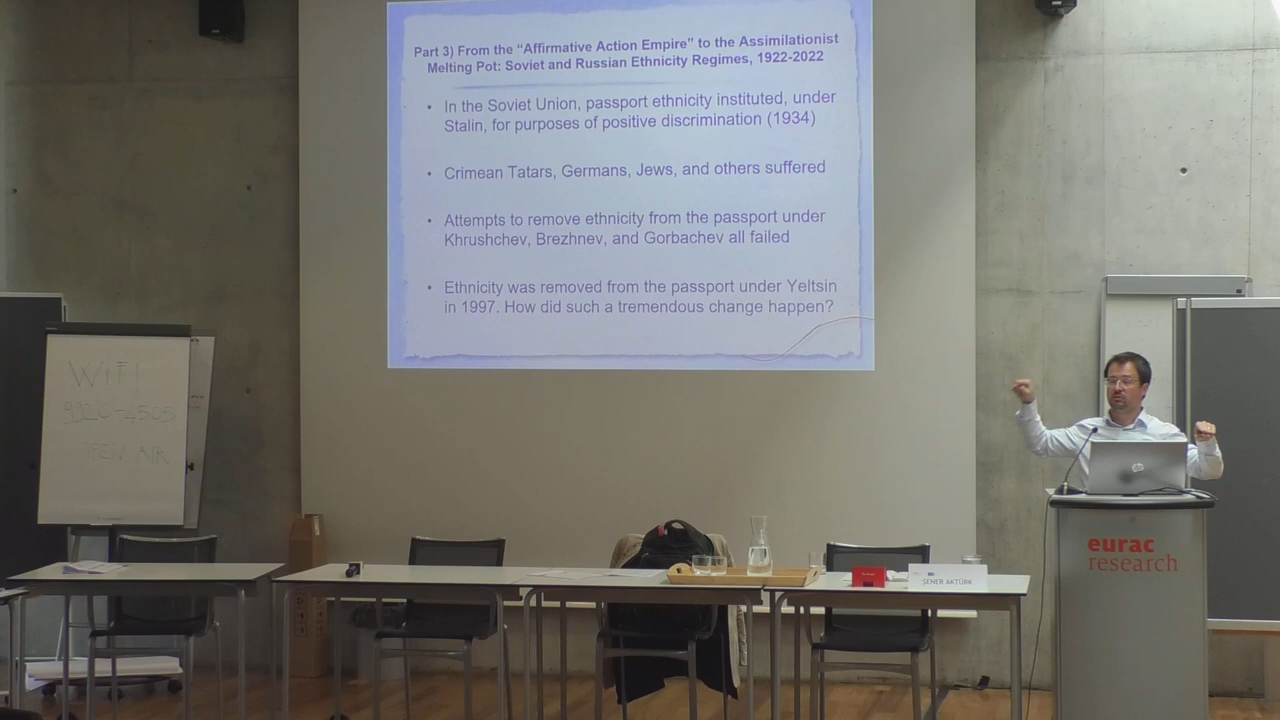 Part 3) From the “Affirmative Action Empire” to the Assimilationist
Melting Pot: Soviet and Russian Ethnicity Regimes, 1922-2022
• In the Soviet Union, passport ethnicity instituted, under
Stalin, for purposes of positive discrimination (1934)
• Crimean Tatars, Germans, Jews, and others suffered
• Attempts to remove ethnicity from the passport under
Khrushchev, Brezhnev, and Gorbachev all failed
• Ethnicity was removed from the passport under Yeltsin
in 1997. How did such a tremendous change happen?
WIFI
OPEN AIR
hp
eurac
research
ŞENER AKTÜRK